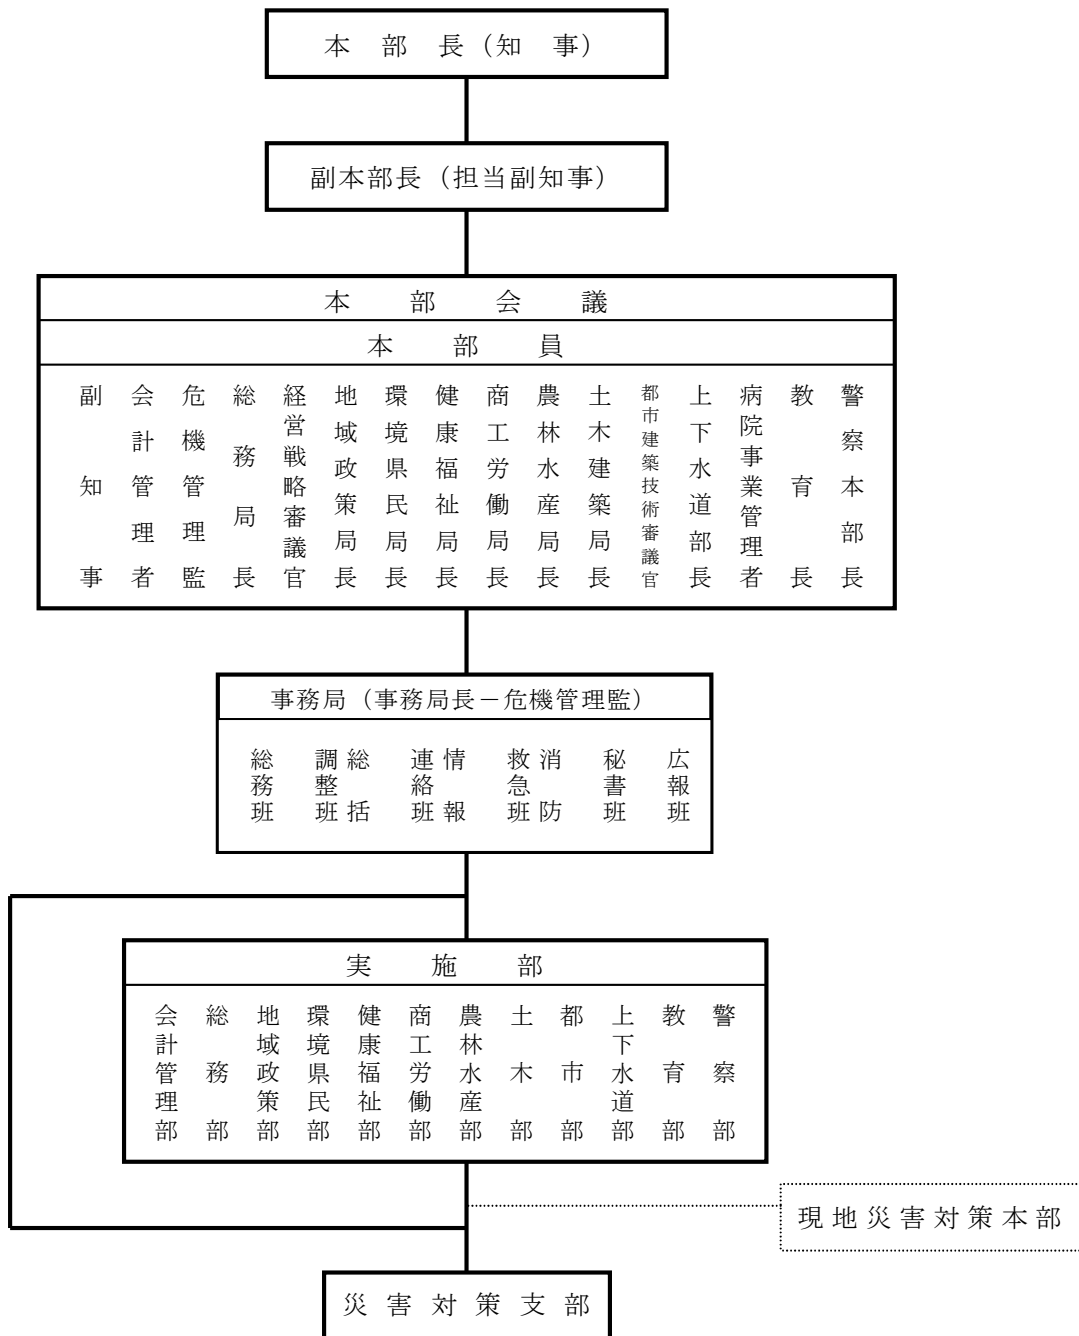 本部長（知事）
副本部長（担当副知事）
本部会議
本部員
副知事
会計管理者
危機管理監
総務局長
経営戦略審議官
地域政策局長
環境県民局長
健康福祉局長
商工労働局長
農林水産局長
土木建築局長
都市建築技術審議官
上下水道部長
病院事業管理者
教育長
警察本部長
事務局（事務局長－危機管理監）
総務班
総括
調整班
情報
連絡班
消防
救急班
秘書班
広報班
実施部
会計管理部
総務部
地域政策部
環境県民部
健康福祉部
商工労働部
農林水産部
土木部
都市部
上下水道部
教育部
警察部
現地災害対策本部
災害対策支部